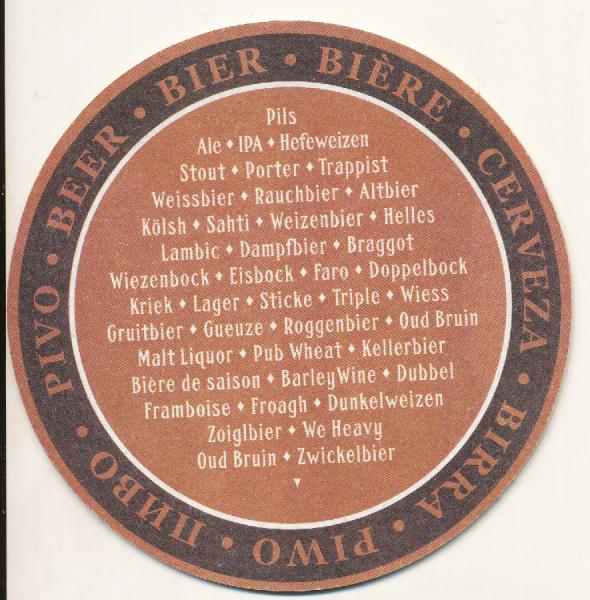 BEER • BIER • BIÈRE • CERVEZA • BIRRA • PIWO • ПИВО • PIVO •
Pils
Ale ♦ IPA ♦ Hefeweizen
Stout ♦ Porter ♦ Trappist
Weissbier ♦ Rauchbier ♦ Altbier
Kölsh ♦ Sahti ♦ Weizenbier ♦ Helles
Lambic ♦ Dampfbier ♦ Braggot
Wiezenbock ♦ Eisbock ♦ Faro ♦ Doppelbock
Kriek ♦ Lager ♦ Sticke ♦ Triple ♦ Wiess
Gruitbier ♦ Gueuze ♦ Roggenbier ♦ Oud Bruin
Malt Liquor ♦ Pub Wheat ♦ Kellerbier
Bière de saison ♦ BarleyWine ♦ Dubbel
Framboise ♦ Froagh ♦ Dunkelweizen
Zoiglbier ♦ We Heavy
Oud Bruin ♦ Zwickelbier